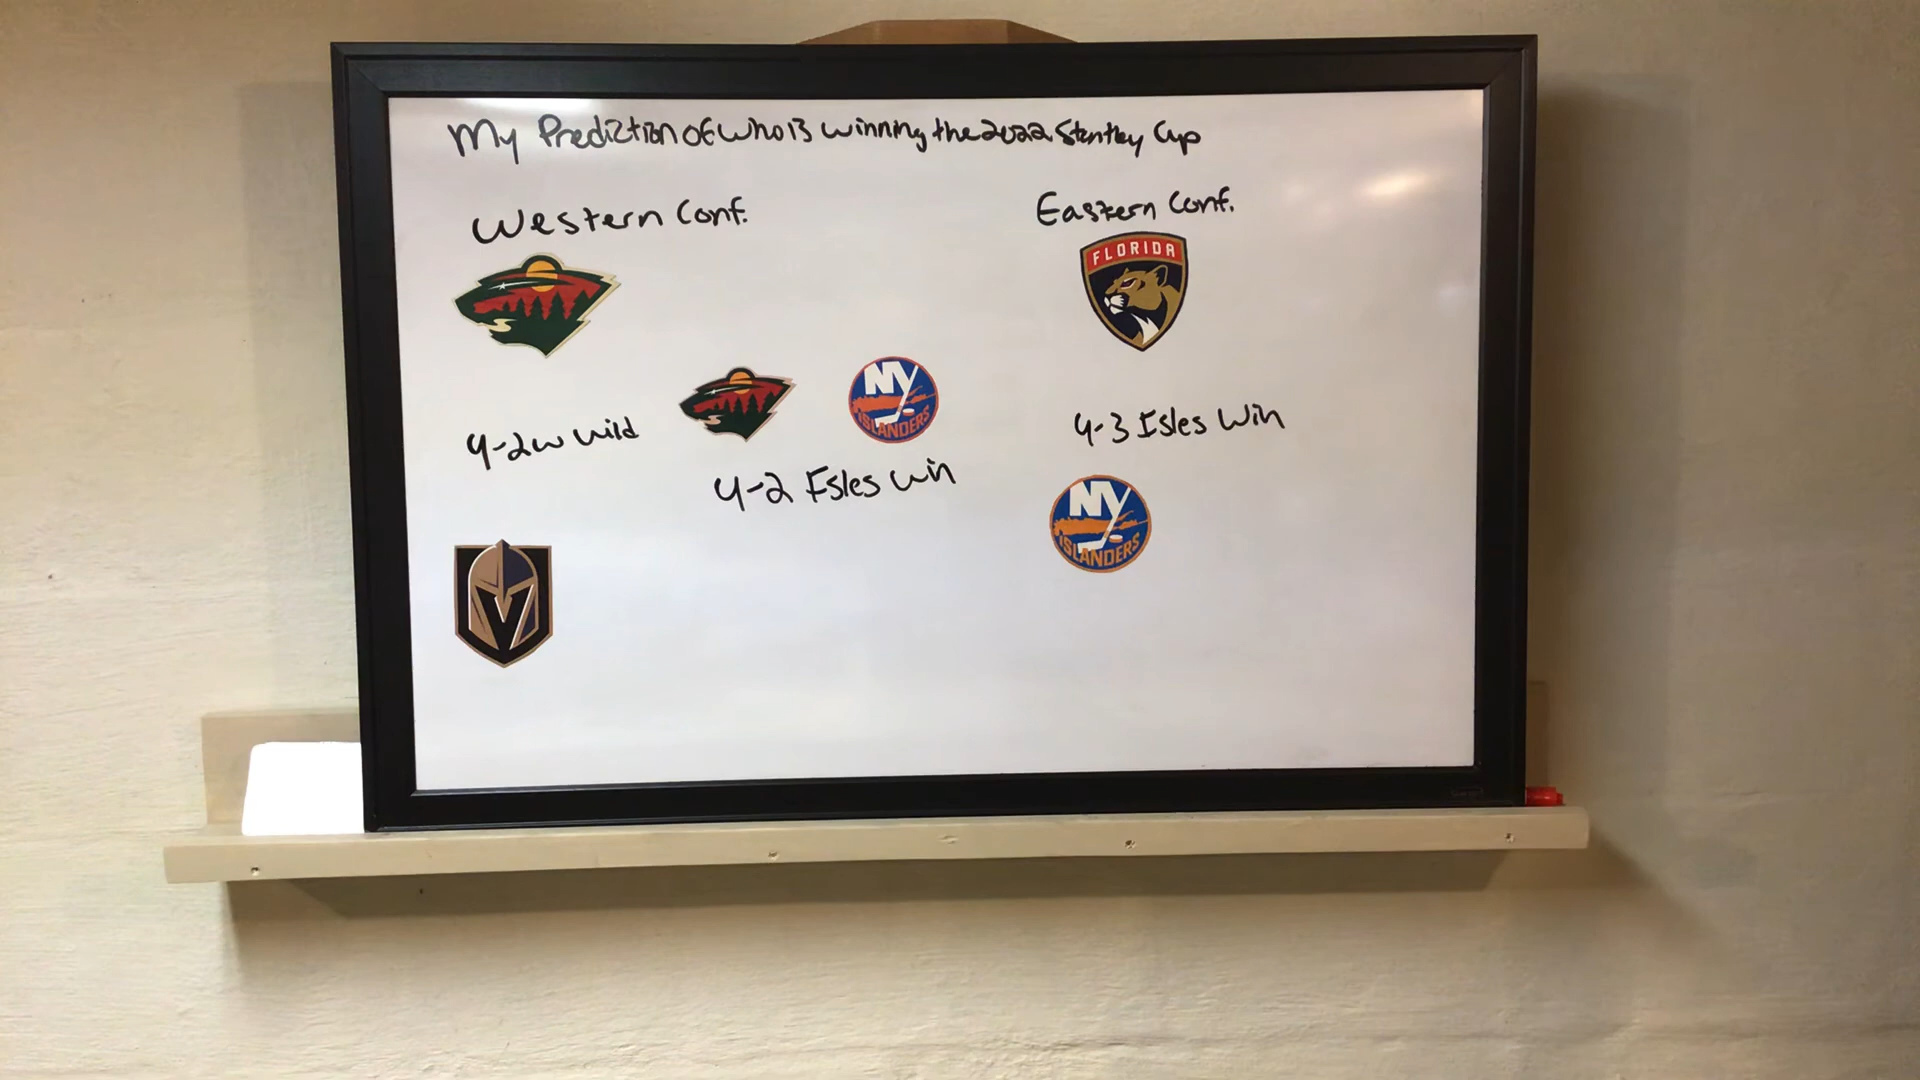 My Prediction of who is winning the 2022 Stanley Cup
Western Conf.
Eastern Conf.
FLORIDA
NY
ISLANDERS
4-2 w Wild
4-3 Isles Win
4-2 Isles win
NY
ISLANDERS